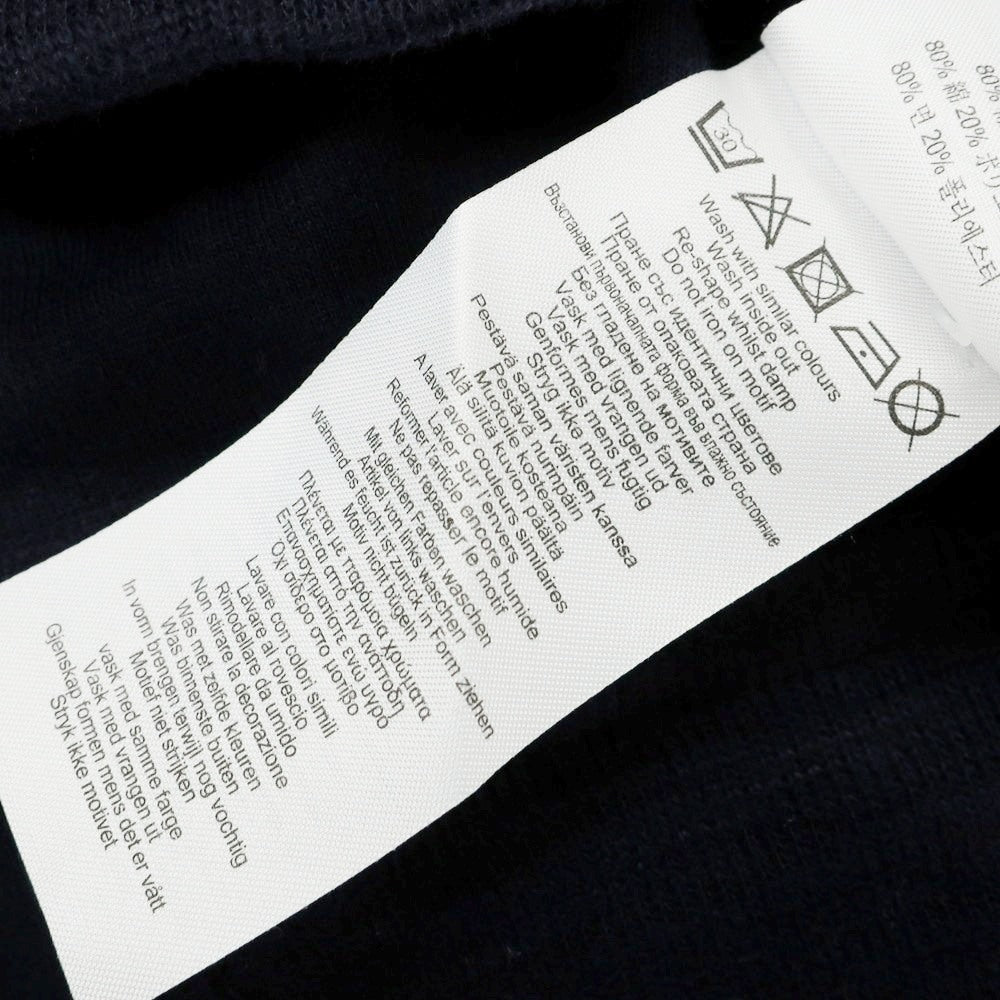 30
Wash with similar colours
Wash inside out
Re-shape whilst damp
Do not iron on motif
Пране със идентични цветове
Пране от опаковата страна
Възстанови първоначалната форма във влажно състояние
Без гладене на мотивите
Vask med lignende farver
Vask med vrangen ud
Genformes mens fugtig
Stryg ikke motiv
Pestävä saman väristen kanssa
Pestävä nurinpäin
Muotoile kosteana
Älä silitä kuvion päältä
A laver avec couleurs similaires
Laver sur l'envers
Reformer l'article encore humide
Ne pas repasser le motif
Mit gleichen Farben waschen
Artikel von links waschen
Während es feucht ist zurück in Form ziehen
Motiv nicht bügeln
Πλένεται με παρόμοια χρώματα
Πλένεται από την ανάποδη
Επανασχηματίστε ενώ υγρό
Οχι σίδερο στο μοτίβο
Lavare con colori simili
Lavare al rovescio
Rimodellare da umido
Non stirare la decorazione
Was met zelfde kleuren
Was binnenste buiten
In vorm brengen terwijl nog vochtig
Motief niet strijken
vask med samme farge
Vask med vrangen ut
Gjenskap formen mens det er vått
Stryk ikke motivet
80%
80% 綿 20% ポリ
80% 면 20% 폴리에스터